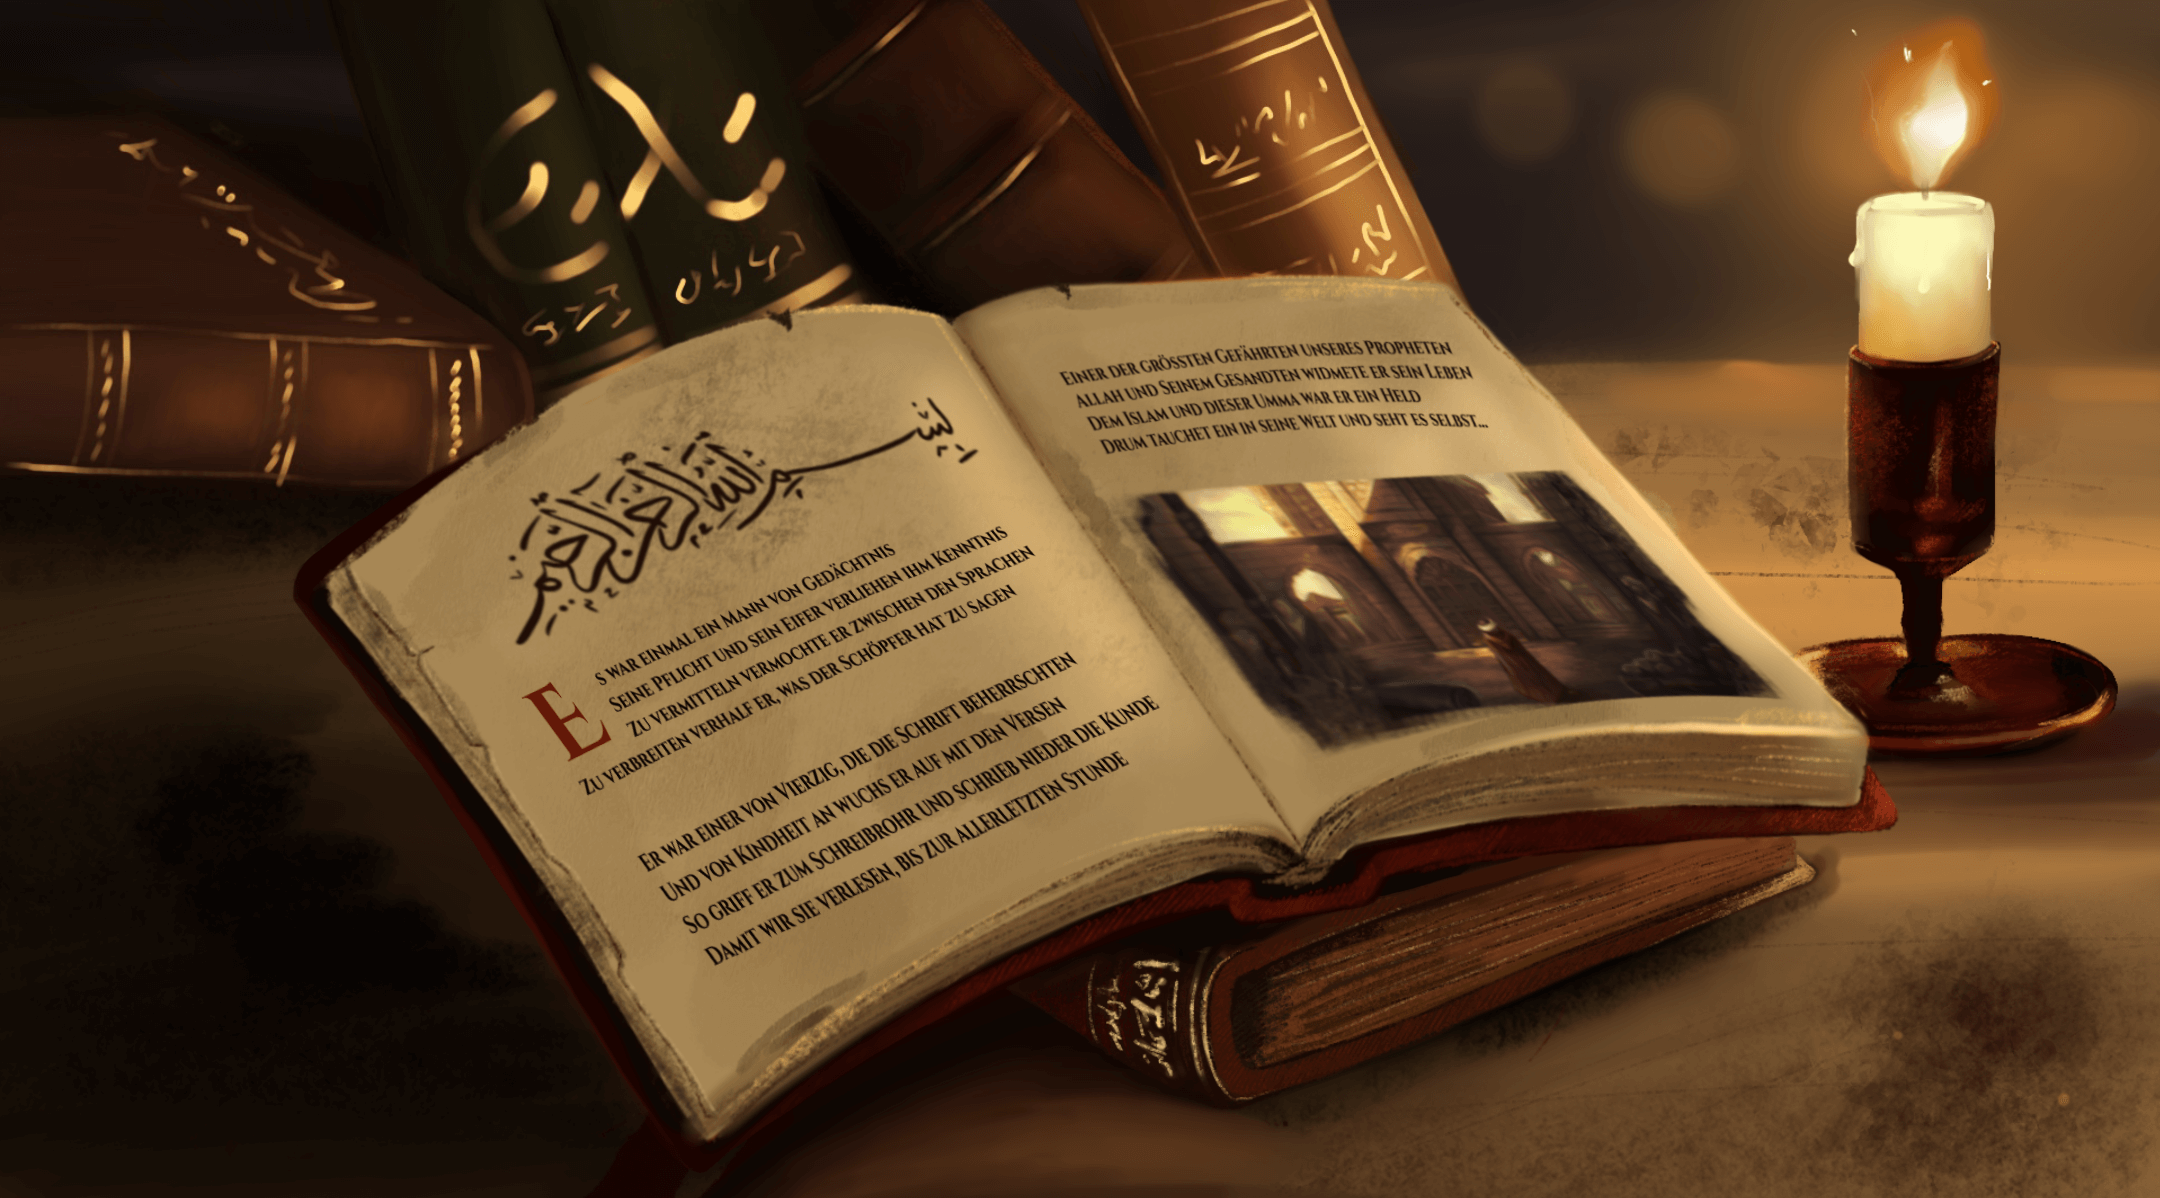 بسم الله الرحمن الرحيم
Es war einmal ein Mann von Gedächtnis
Seine Pflicht und sein Eifer verliehen ihm Kenntnis
Zu vermitteln vermochte er zwischen den Sprachen
Zu verbreiten verhalf er, was der Schöpfer hat zu sagen
Er war einer von Vierzig, die die Schrift beherrschten
Und von Kindheit an wuchs er auf mit den Versen
So griff er zum Schreibrohr und schrieb nieder die Kunde
Damit wir sie verlesen, bis zur allerletzten Stunde
Einer der grössten Gefährten unseres Propheten
Allah und Seinem Gesandten widmete er sein Leben
Dem Islam und dieser Umma war er ein Held
Drum tauchet ein in seine Welt und seht es selbst...